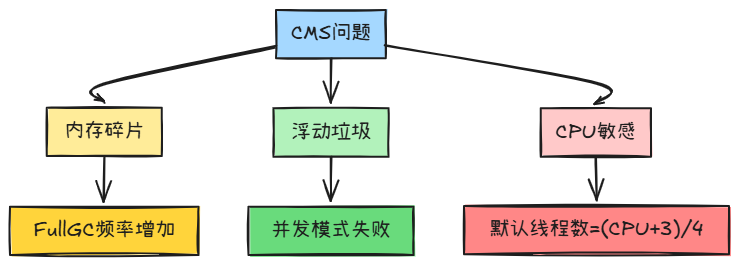 CMS问题
内存碎片
浮动垃圾
CPU敏感
FullGC频率增加
并发模式失败
默认线程数=(CPU+3)/4